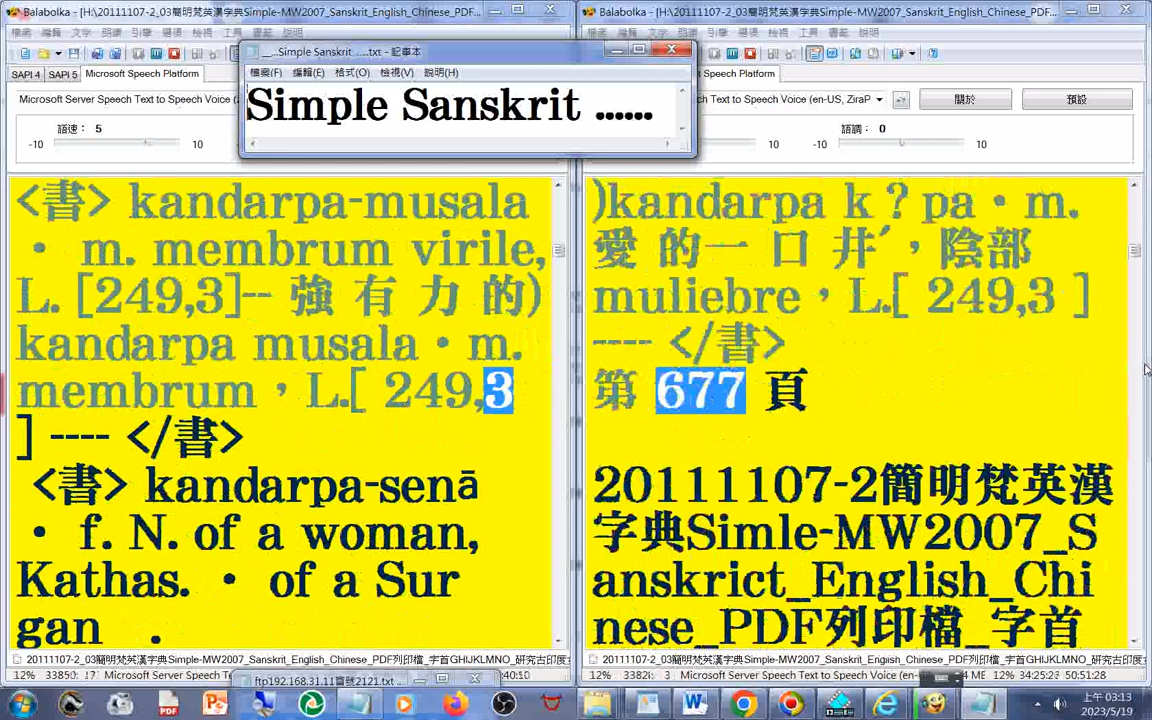 Balabolka - [H:\20111107-2_03簡明梵英漢字典Simple-MW2007_Sanskrit_English_Chinese_PDF...
Balabolka - [H:\20111107-2_03簡明梵英漢字典Simple-MW2007_Sanskrit_English_Chinese_PDF...
__...Simple Sanskrit ......txt - 記事本
檔案(F) 編輯(E) 格式(O) 檢視(V) 說明(H)
Simple Sanskrit ......
SAPI 4 SAPI 5 Microsoft Speech Platform
t Speech Platform
Microsoft Server Speech Text to Speech Voice (
h Text to Speech Voice (en-US, ZiraP
關於
預設
語速： 5
語調： 0
-10 10
10 -10 10
<書> kandarpa-musala
• m. membrum virile,
L. [249,3]-- 強 有 力 的)
kandarpa musala • m.
membrum，L.[ 249,3
] ---- </書>
<書> kandarpa-senā
• f. N. of a woman,
Kathas. • of a Sur
gan .
)kandarpa k？pa • m.
愛 的一 口 井ˊ，陰部
muliebre，L.[ 249,3 ]
---- </書>
第 677 頁
20111107-2簡明梵英漢
字典Simle-MW2007_S
anskrict_English_Chi
nese_PDF列印檔_字首
20111107-2_03簡明梵英漢字典Simple-MW2007_Sanskrit_English_Chinese_PDF列印檔_字首GHIJKLMNO_研究古印度
20111107-2_03簡明梵英漢字典Simple-MW2007_Sanskrit_English_Chinese_PDF列印檔_字首GHIJKLMNO_研究古印度
12% 33850: Microsoft Server Speech
40:10
12% Microsoft Server Speech
34:25:23 50:51:28
ftp192.168.31.11盲號2121.txt ...
上午 03:13
2023/5/19